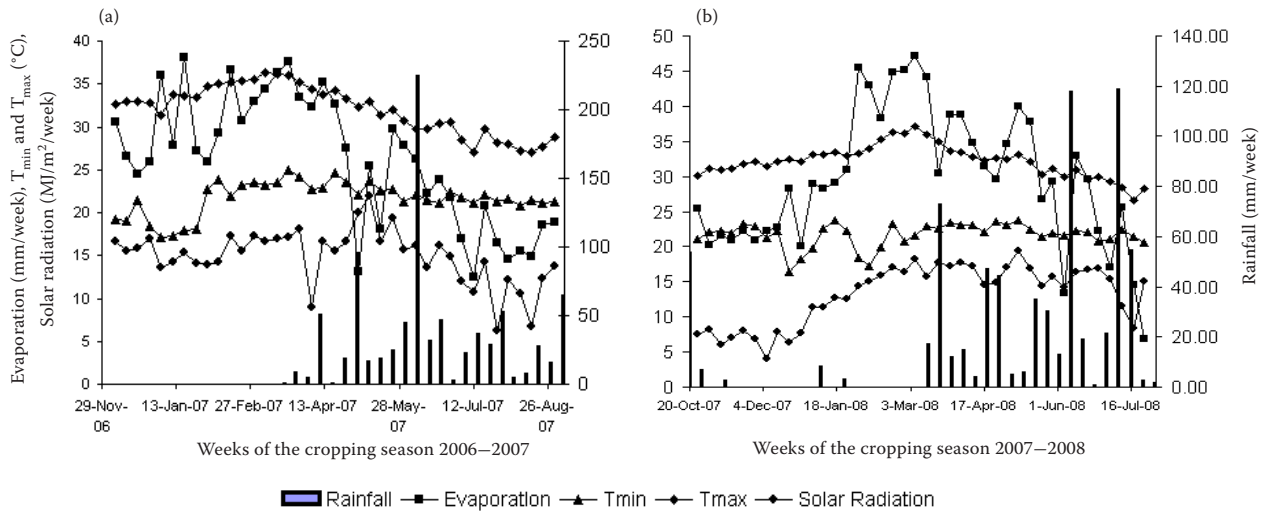 (a)
(b)
Evaporation (mm/week), Tmin and Tmax (°C),
Solar radiation (MJ/m²/week)
40
35
30
25
20
15
10
5
0
250
200
150
100
50
0
29-Nov-06
13-Jan-07
27-Feb-07
13-Apr-07
28-May-07
12-Jul-07
26-Aug-07
Weeks of the cropping season 2006–2007
50
45
40
35
30
25
20
15
10
5
0
140.00
120.00
100.00
80.00
60.00
40.00
20.00
0.00
Rainfall (mm/week)
20-Oct-07
4-Dec-07
18-Jan-08
3-Mar-08
17-Apr-08
1-Jun-08
16-Jul-08
Weeks of the cropping season 2007–2008
Rainfall Evaporation Tmin Tmax Solar Radiation